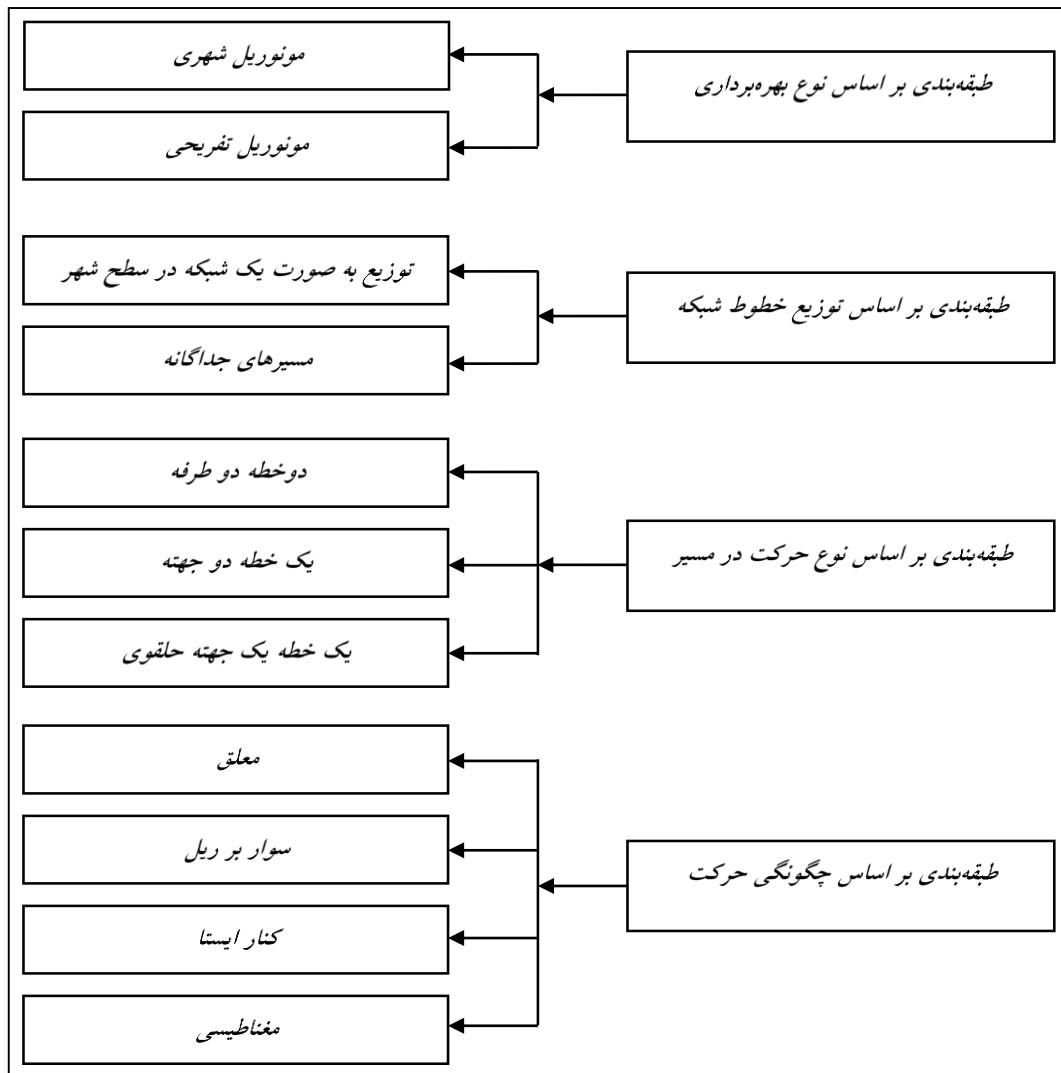 طبقه‌بندی بر اساس نوع بهره‌برداری
مونوریل شهری
مونوریل تفریحی
طبقه‌بندی بر اساس توزیع خطوط شبکه
توزیع به صورت یک شبکه در سطح شهر
مسیرهای جداگانه
طبقه‌بندی بر اساس نوع حرکت در مسیر
دوخطه دو طرفه
یک خطه دو جهته
یک خطه یک جهته حلقوی
طبقه‌بندی بر اساس چگونگی حرکت
معلق
سوار بر ریل
کنار ایستا
مغناطیسی